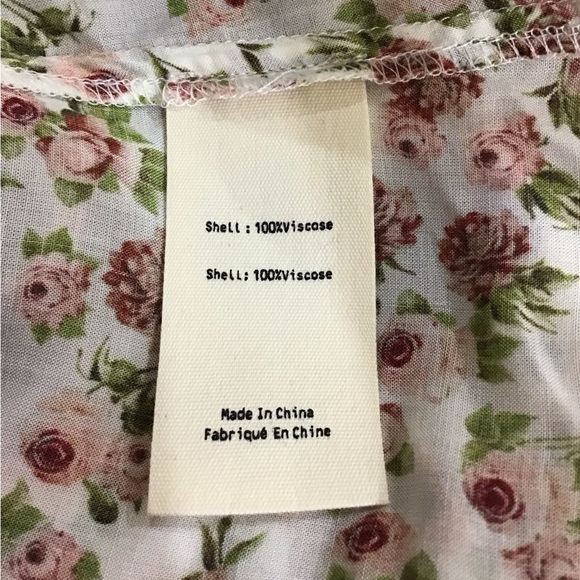 Shell : 100%Viscose
Shell: 100%Viscose
Made In China
Fabriqué En Chine